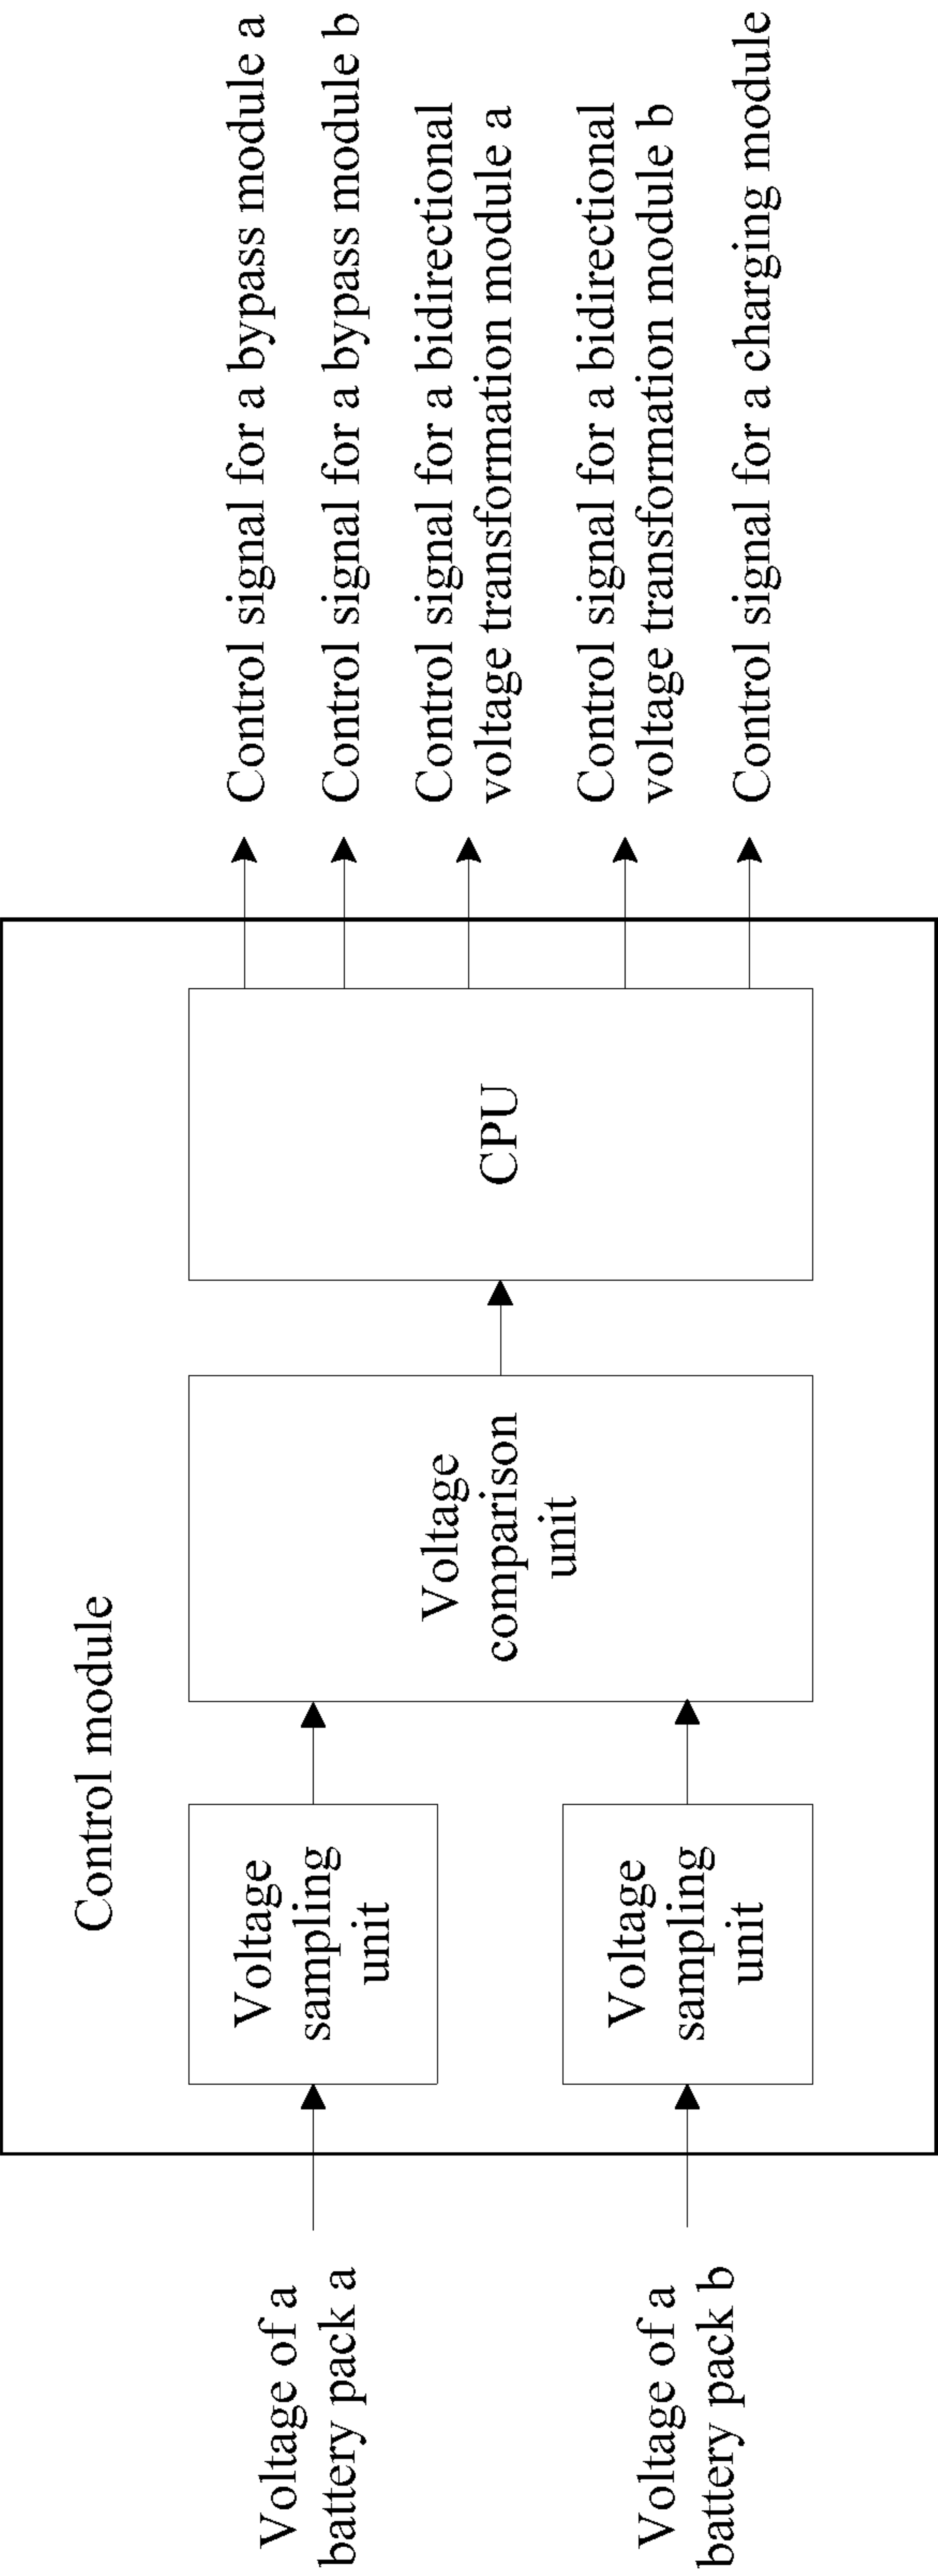 Control module
Voltage of a
battery pack a
Voltage of a
battery pack b
Voltage
sampling
unit
Voltage
sampling
unit
Voltage
comparison
unit
CPU
Control signal for a bypass module a
Control signal for a bypass module b
Control signal for a bidirectional
voltage transformation module a
Control signal for a bidirectional
voltage transformation module b
Control signal for a charging module